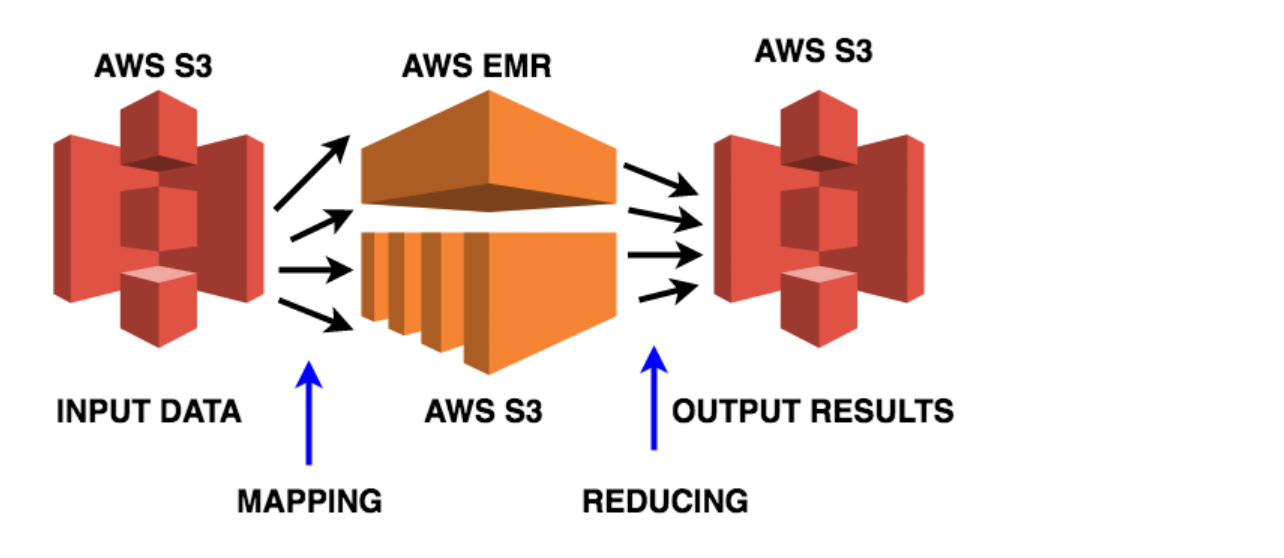 AWS S3
AWS EMR
AWS S3
INPUT DATA
AWS S3
OUTPUT RESULTS
MAPPING
REDUCING